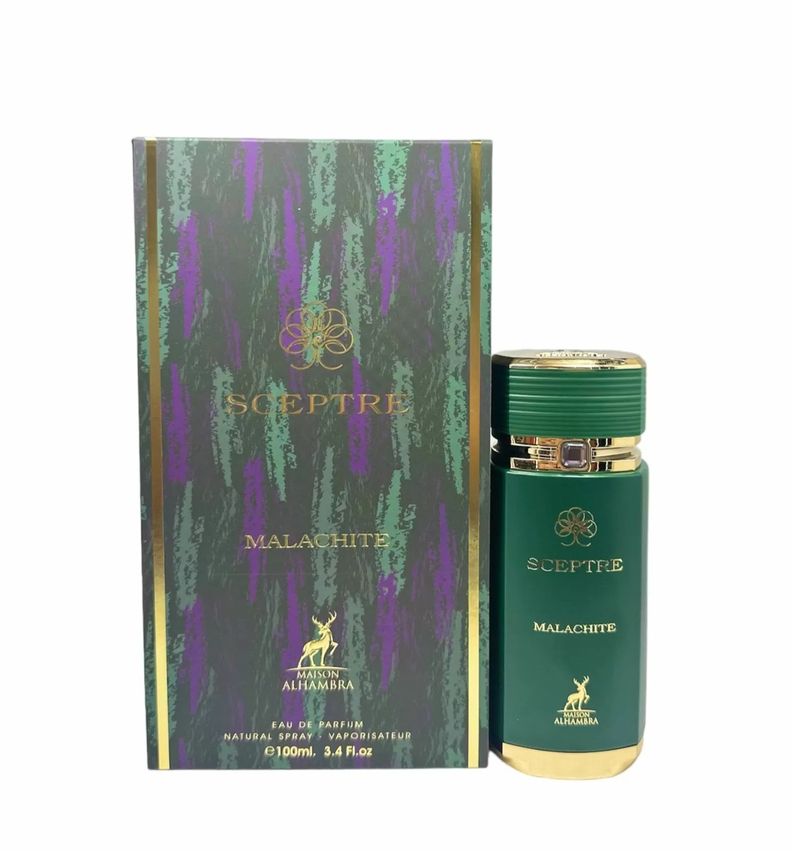 SCEPTRE
MALACHITE
MAISON
ALHAMBRA
EAU DE PARFUM
NATURAL SPRAY - VAPORISATEUR
℮100ml. 3.4 Fl.oz
SCEPTRE
MALACHITE
MAISON
ALHAMBRA